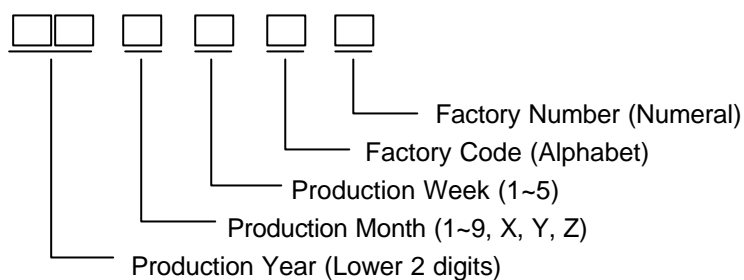 Factory Number (Numeral)
Factory Code (Alphabet)
Production Week (1~5)
Production Month (1~9, X, Y, Z)
Production Year (Lower 2 digits)